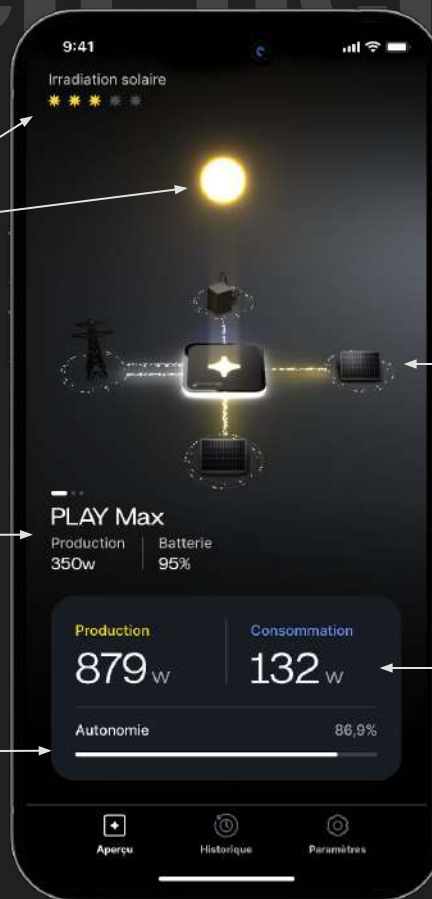 9:41
Irradiation solaire
PLAY Max
Production
Batterie
350w
95%
Production
Consommation
879 w
132 w
Autonomie
86,9%
Aperçu
Historique
Paramètres